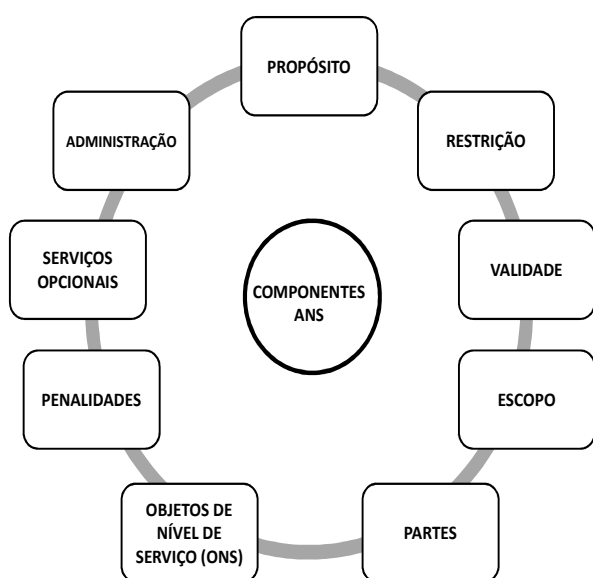 PROPÓSITO
RESTRIÇÃO
VALIDADE
ESCOPO
PARTES
OBJETOS DE
NÍVEL DE
SERVIÇO (ONS)
PENALIDADES
SERVIÇOS
OPCIONAIS
ADMINISTRAÇÃO
COMPONENTES
ANS